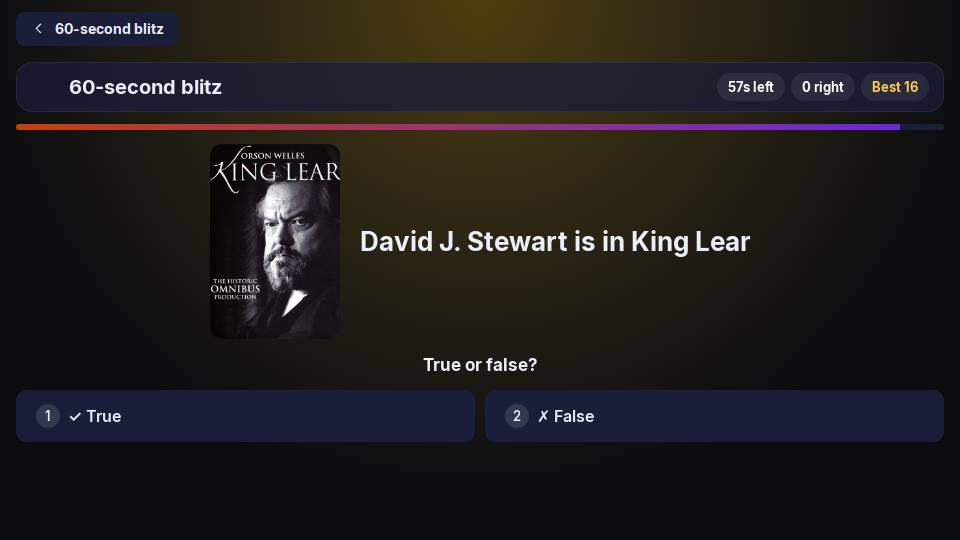 60-second blitz
60-second blitz
57s left
0 right
Best 16
ORSON WELLES
KING LEAR
THE HISTORIC
OMNIBUS
PRODUCTION
David J. Stewart is in King Lear
True or false?
1 ✓ True
2 ✗ False